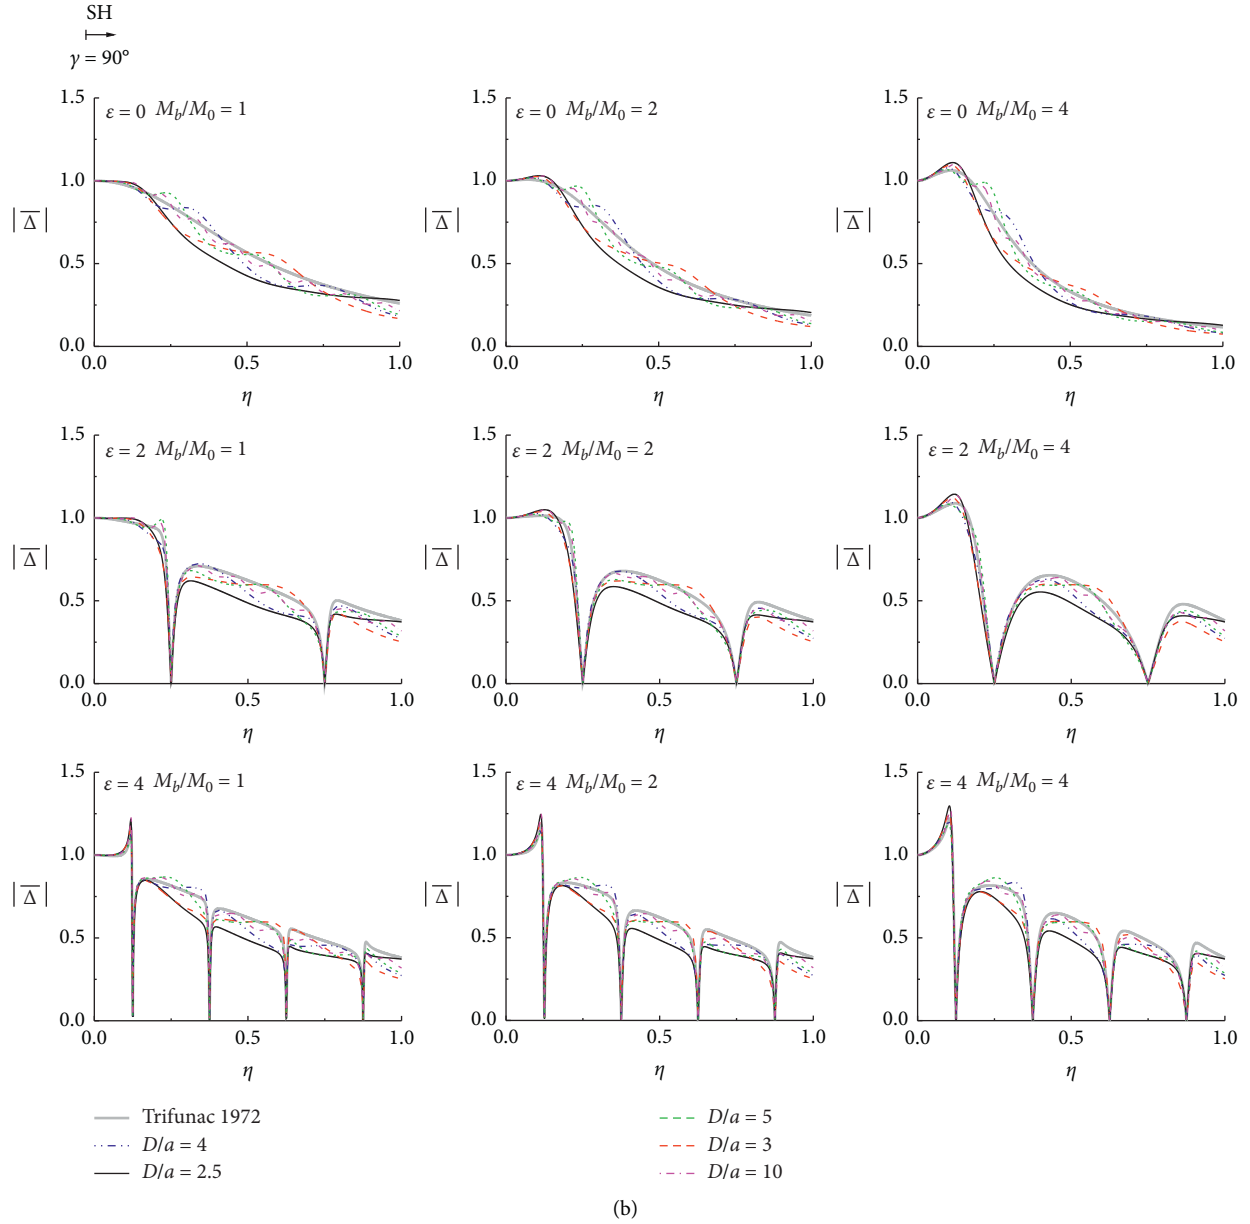 SH
γ = 90°
ε = 0 M_b/M_0 = 1
1.5
1.0
|Δ̅|
0.5
0.0
0.0 0.5 1.0
η
ε = 0 M_b/M_0 = 2
1.5
1.0
|Δ̅|
0.5
0.0
0.0 0.5 1.0
η
ε = 0 M_b/M_0 = 4
1.5
1.0
|Δ̅|
0.5
0.0
0.0 0.5 1.0
η
ε = 2 M_b/M_0 = 1
1.5
1.0
|Δ̅|
0.5
0.0
0.0 0.5 1.0
η
ε = 2 M_b/M_0 = 2
1.5
1.0
|Δ̅|
0.5
0.0
0.0 0.5 1.0
η
ε = 2 M_b/M_0 = 4
1.5
1.0
|Δ̅|
0.5
0.0
0.0 0.5 1.0
η
ε = 4 M_b/M_0 = 1
1.5
1.0
|Δ̅|
0.5
0.0
0.0 0.5 1.0
η
ε = 4 M_b/M_0 = 2
1.5
1.0
|Δ̅|
0.5
0.0
0.0 0.5 1.0
η
ε = 4 M_b/M_0 = 4
1.5
1.0
|Δ̅|
0.5
0.0
0.0 0.5 1.0
η
Trifunac 1972
D/a = 4
D/a = 2.5
D/a = 5
D/a = 3
D/a = 10
(b)